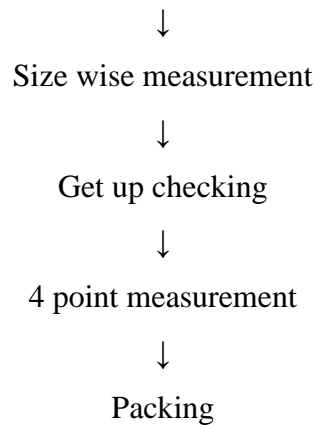 ↓
Size wise measurement
↓
Get up checking
↓
4 point measurement
↓
Packing